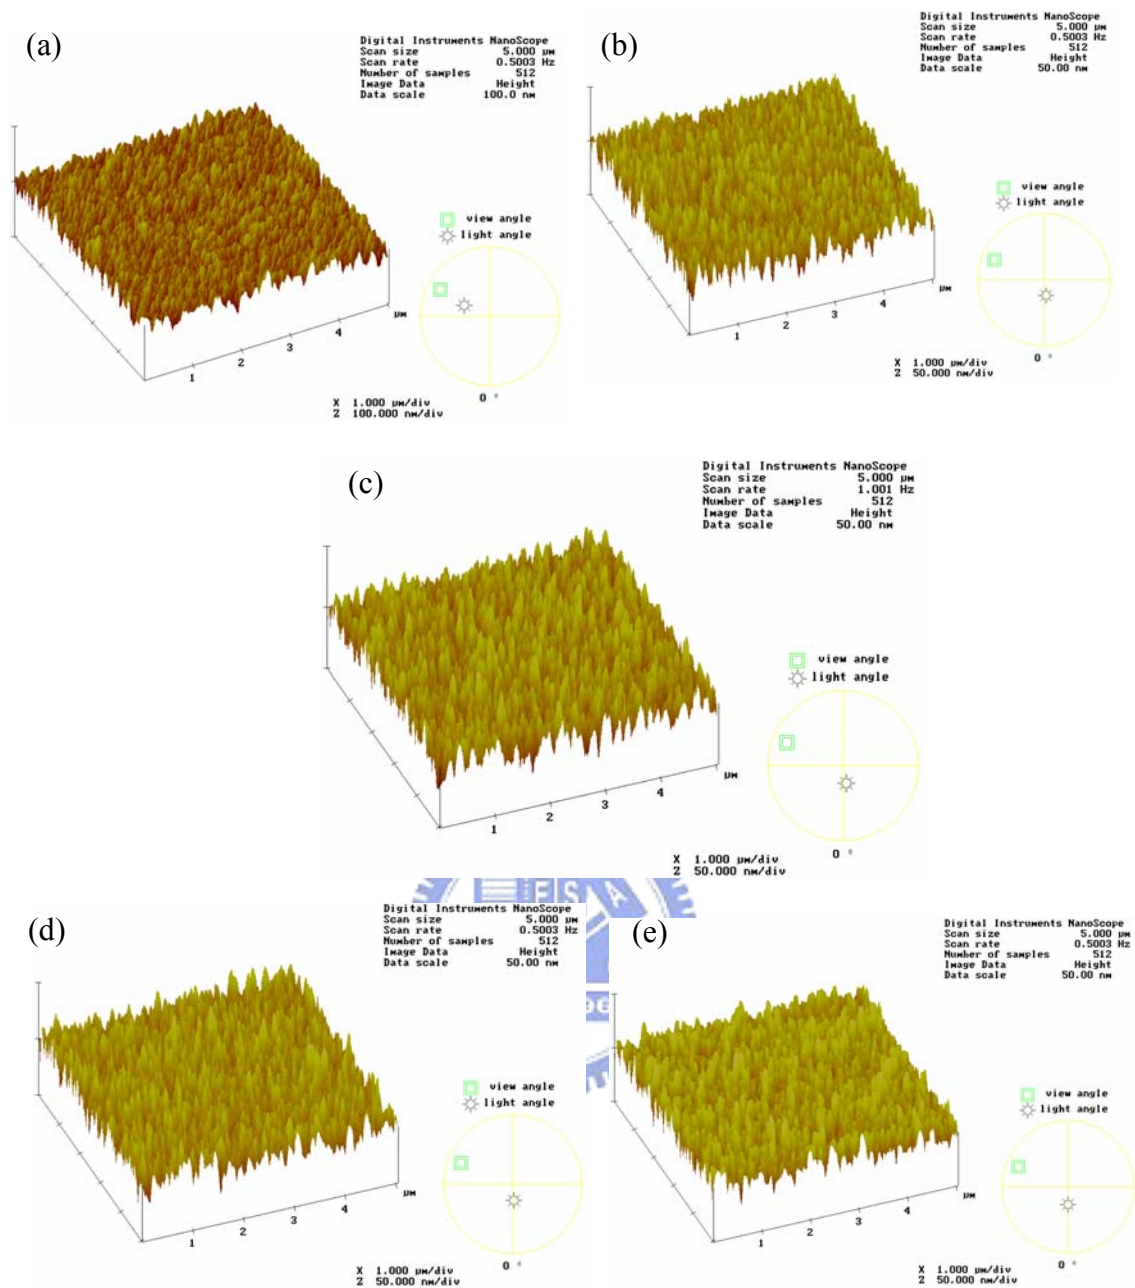 (a)
Digital Instruments NanoScope
Scan size 5.000 µm
Scan rate 0.5003 Hz
Number of samples 512
Image Data Height
Data scale 100.0 nm
view angle
light angle
1 2 3 4 µm
X 1.000 µm/div
Z 100.000 nm/div
0 °
(b)
Digital Instruments NanoScope
Scan size 5.000 µm
Scan rate 0.5003 Hz
Number of samples 512
Image Data Height
Data scale 50.00 nm
view angle
light angle
1 2 3 4 µm
X 1.000 µm/div
Z 50.000 nm/div
0 °
(c)
Digital Instruments NanoScope
Scan size 5.000 µm
Scan rate 1.001 Hz
Number of samples 512
Image Data Height
Data scale 50.00 nm
view angle
light angle
1 2 3 4 µm
X 1.000 µm/div
Z 50.000 nm/div
0 °
E S A
(d)
Digital Instruments NanoScope
Scan size 5.000 µm
Scan rate 0.5003 Hz
Number of samples 512
Image Data Height
Data scale 50.00 nm
view angle
light angle
1 2 3 4 µm
X 1.000 µm/div
Z 50.000 nm/div
0 °
(e)
Digital Instruments NanoScope
Scan size 5.000 µm
Scan rate 0.5003 Hz
Number of samples 512
Image Data Height
Data scale 50.00 nm
view angle
light angle
1 2 3 4 µm
X 1.000 µm/div
Z 50.000 nm/div
0 °